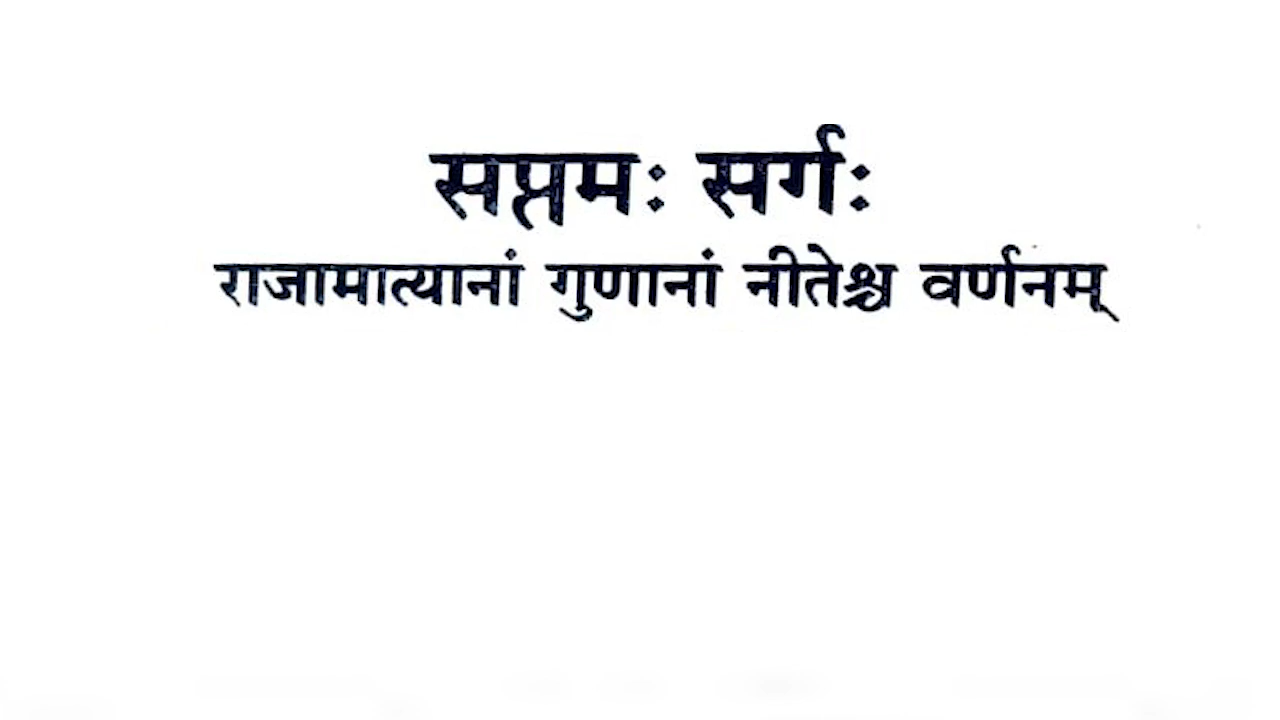 सप्तमः सर्गः
राजामात्यानां गुणानां नीतेश्च वर्णनम्